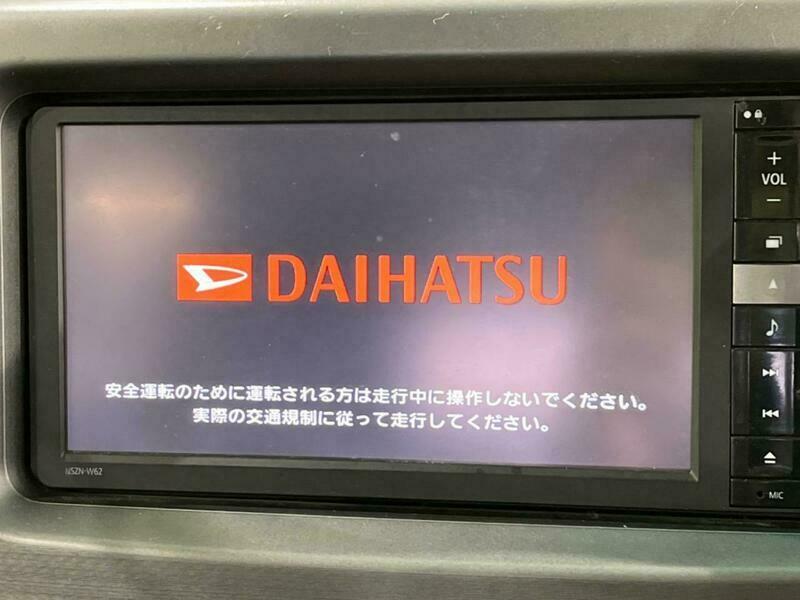 DAIHATSU
安全運転のために運転される方は走行中に操作しないでください。
実際の交通規制に従って走行してください。
NSZN-W62
+
VOL
−
MIC